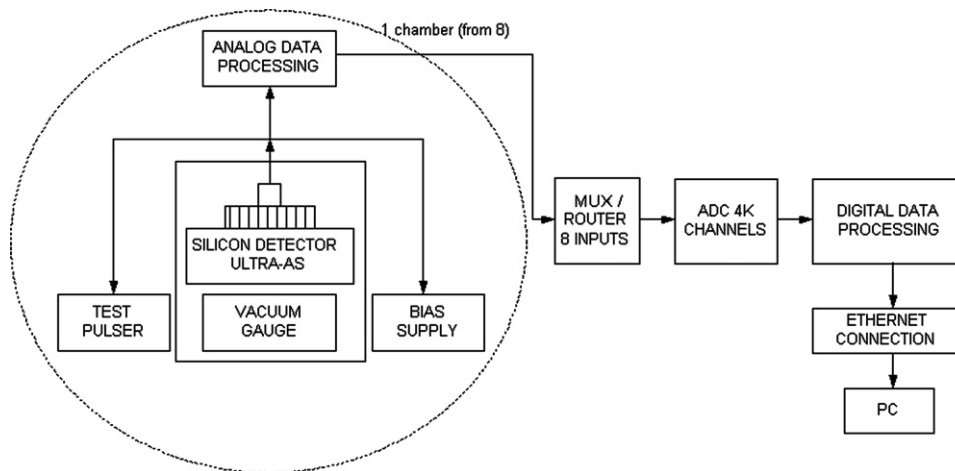 1 chamber (from 8)
ANALOG DATA
PROCESSING
MUX /
ROUTER
8 INPUTS
ADC 4K
CHANNELS
DIGITAL DATA
PROCESSING
SILICON DETECTOR
ULTRA-AS
TEST
PULSER
VACUUM
GAUGE
BIAS
SUPPLY
ETHERNET
CONNECTION
PC